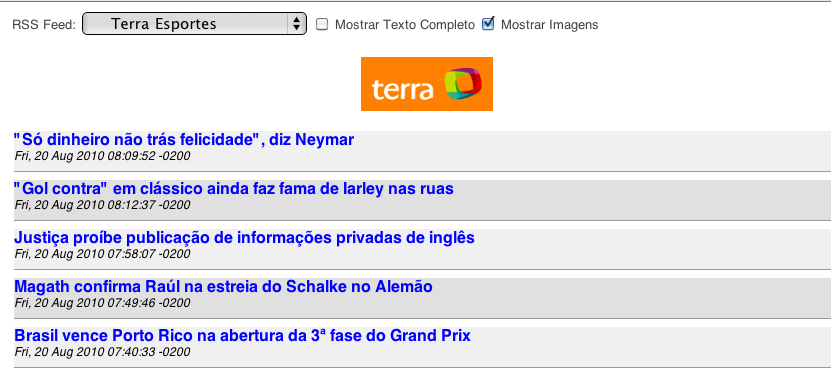 RSS Feed: Terra Esportes Mostrar Texto Completo Mostrar Imagens
terra
"Só dinheiro não trás felicidade", diz Neymar
Fri, 20 Aug 2010 08:09:52 -0200
"Gol contra" em clássico ainda faz fama de Iarley nas ruas
Fri, 20 Aug 2010 08:12:37 -0200
Justiça proíbe publicação de informações privadas de inglês
Fri, 20 Aug 2010 07:58:07 -0200
Magath confirma Raúl na estreia do Schalke no Alemão
Fri, 20 Aug 2010 07:49:46 -0200
Brasil vence Porto Rico na abertura da 3ª fase do Grand Prix
Fri, 20 Aug 2010 07:40:33 -0200